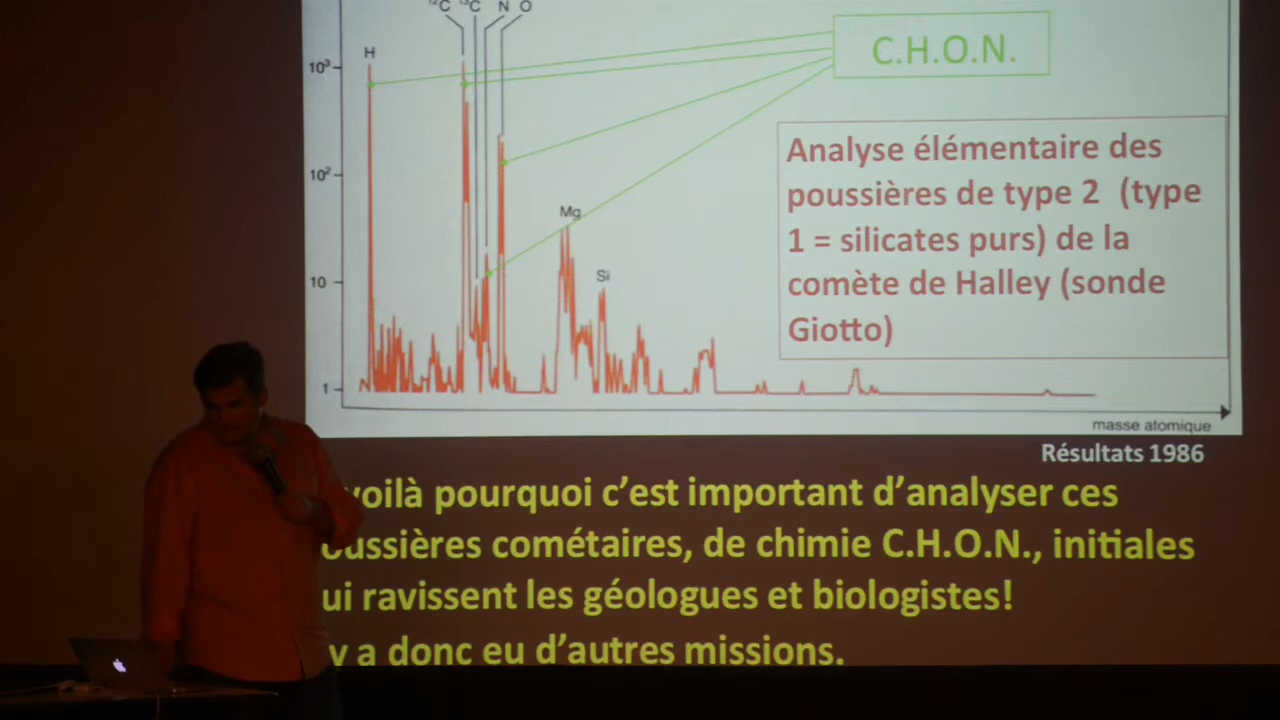 ¹²C ¹³C N O
H
C.H.O.N.
10³
10²
10
1
Mg
Si
Analyse élémentaire des
poussières de type 2 (type
1 = silicates purs) de la
comète de Halley (sonde
Giotto)
masse atomique
Résultats 1986
voilà pourquoi c'est important d'analyser ces
oussières cométaires, de chimie C.H.O.N., initiales
ui ravissent les géologues et biologistes!
y a donc eu d'autres missions.